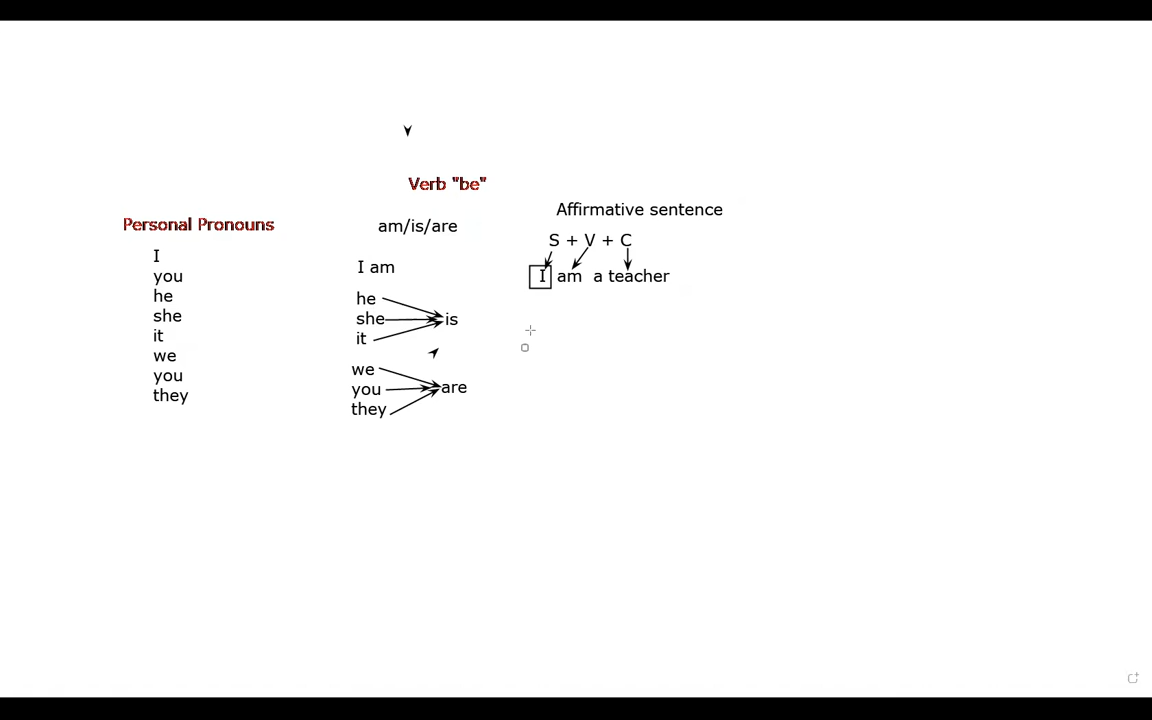 Verb "be"
Personal Pronouns
I
you
he
she
it
we
you
they
am/is/are
I am
he
she
it
is
we
you
they
are
Affirmative sentence
S + V + C
I am a teacher